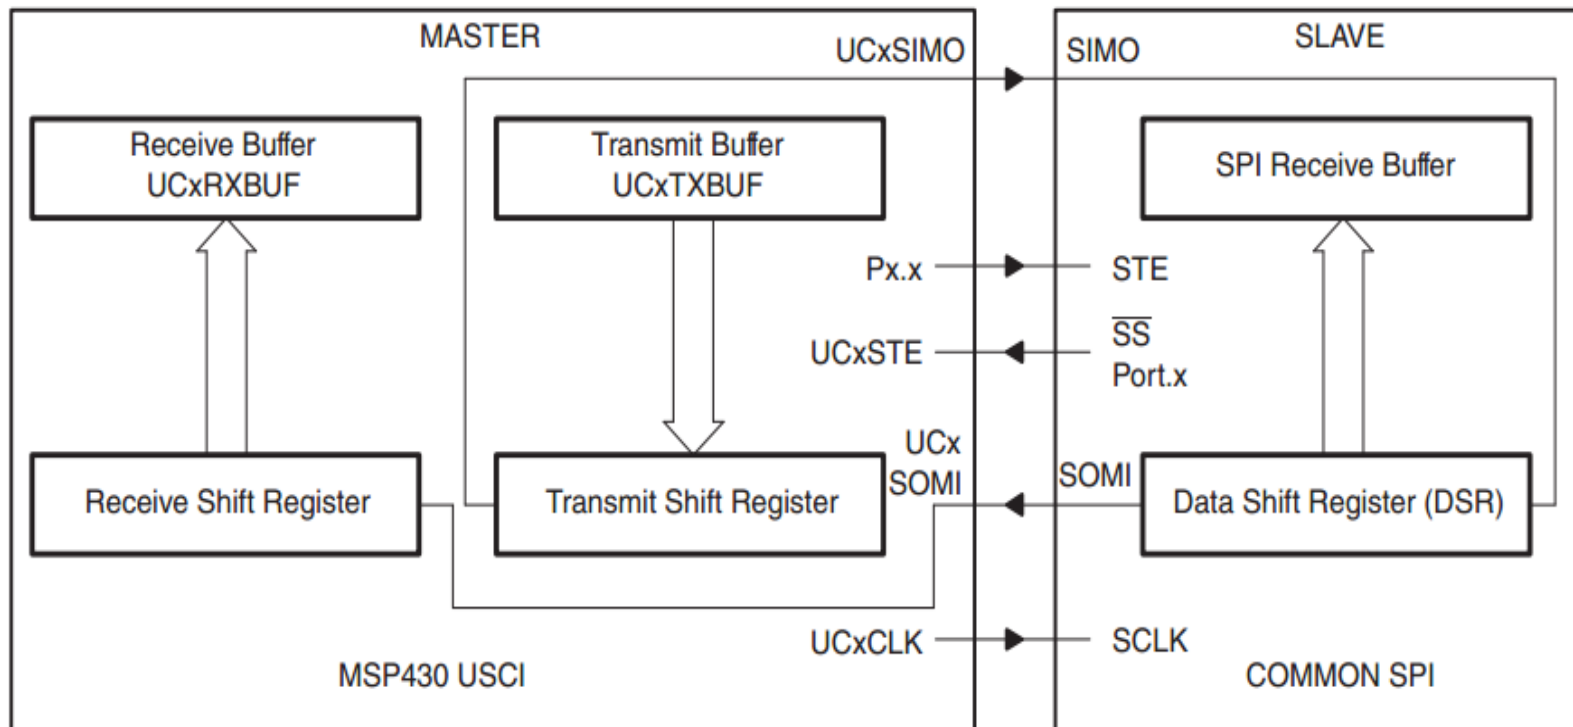 MASTER
SLAVE
UCxSIMO
SIMO
Receive Buffer
UCxRXBUF
Transmit Buffer
UCxTXBUF
SPI Receive Buffer
Px.x
STE
UCxSTE
SS
Port.x
UCx
SOMI
SOMI
Receive Shift Register
Transmit Shift Register
Data Shift Register (DSR)
UCxCLK
SCLK
MSP430 USCI
COMMON SPI